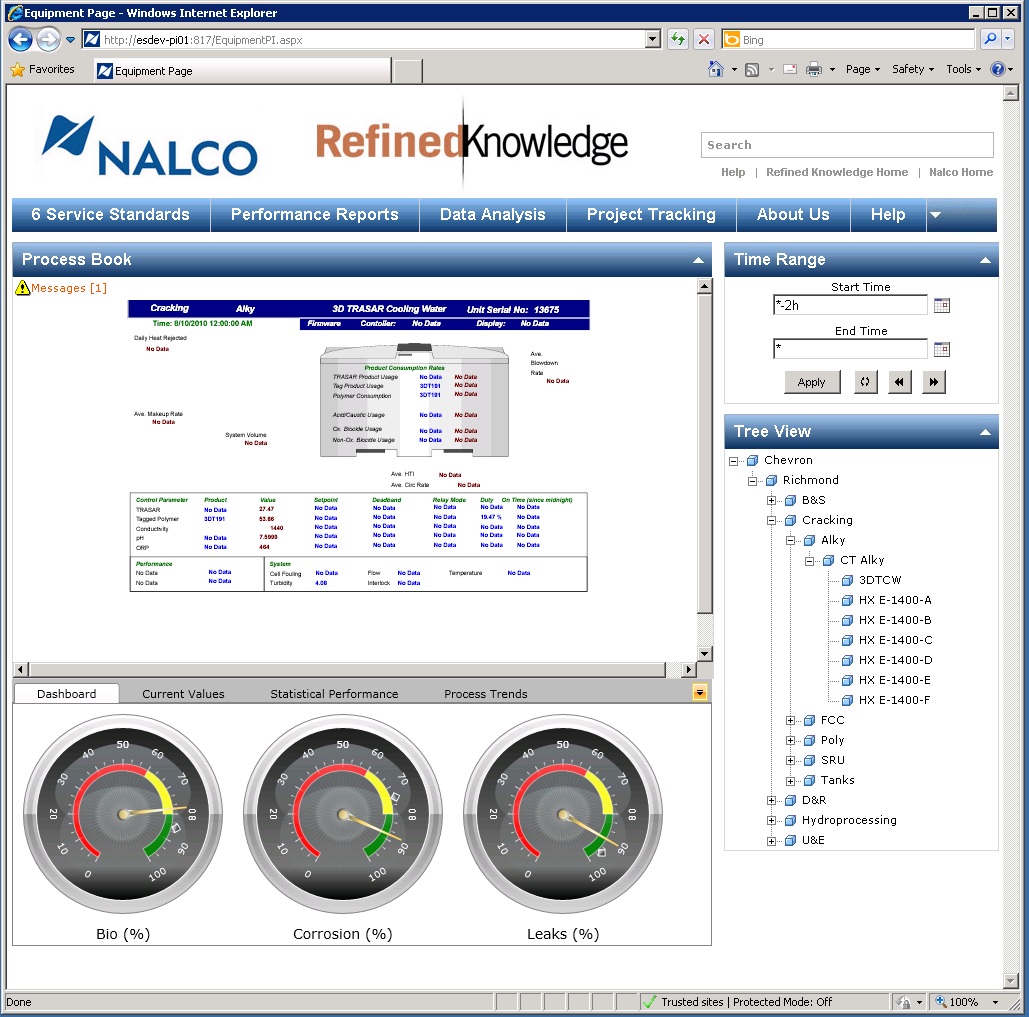 Equipment Page - Windows Internet Explorer
http://esdev-pi01:817/EquipmentPI.aspx
Bing
Favorites
Equipment Page
Page
Safety
Tools
NALCO
RefinedKnowledge
Search
Help | Refined Knowledge Home | Nalco Home
6 Service Standards
Performance Reports
Data Analysis
Project Tracking
About Us
Help
Process Book
Messages [1]
Cracking Alky 3D TRASAR Cooling Water Unit Serial No: 13675
Time: 8/10/2010 12:00:00 AM Firmware Contoller: No Data Display: No Data
Daily Heat Rejected
No Data
Product Consumption Rates
TRASAR Product Usage No Data No Data
Tag Product Usage 3DT191 No Data
Polymer Consumption 3DT191 No Data
Acid/Caustic Usage No Data No Data
Ox. Biocide Usage No Data No Data
Non-Ox. Biocide Usage No Data No Data
Ave.
Blowdown
Rate
No Data
Ave. Makeup Rate
No Data
System Volume
No Data
Ave. HTI No Data
Ave. Circ Rate No Data
Control Parameter Product Value Setpoint Deadband Relay Mode Duty On Time (since midnight)
TRASAR 27.47 No Data No Data No Data No Data No Data
Tagged Polymer 3DT191 53.86 No Data No Data No Data 19.47 % No Data
Conductivity 1440 No Data No Data No Data No Data No Data
pH No Data 7.5999 No Data No Data No Data No Data No Data
ORP No Data 464 No Data No Data No Data No Data No Data
Performance
No Data No Data
No Data No Data
System
Cell Fouling No Data Flow No Data Temperature No Data
Turbidity 4.08 Interlock No Data
Dashboard
Current Values
Statistical Performance
Process Trends
0 10 20 30 40 50 60 70 80 90 100
Bio (%)
0 10 20 30 40 50 60 70 80 90 100
Corrosion (%)
0 10 20 30 40 50 60 70 80 90 100
Leaks (%)
Time Range
Start Time
*-2h
End Time
*
Apply
Tree View
Chevron
Richmond
B&S
Cracking
Alky
CT Alky
3DTCW
HX E-1400-A
HX E-1400-B
HX E-1400-C
HX E-1400-D
HX E-1400-E
HX E-1400-F
FCC
Poly
SRU
Tanks
D&R
Hydroprocessing
U&E
Done
Trusted sites | Protected Mode: Off
100%